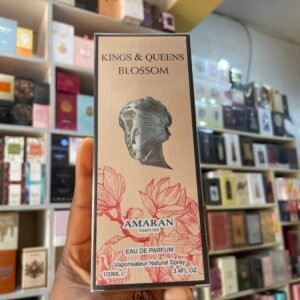 KINGS & QUEENS
BLOSSOM
AMARAN
PARFUMS
EAU DE PARFUM
Vaporisateur Natural Spray
100ML ℮ 3.4FL.OZ